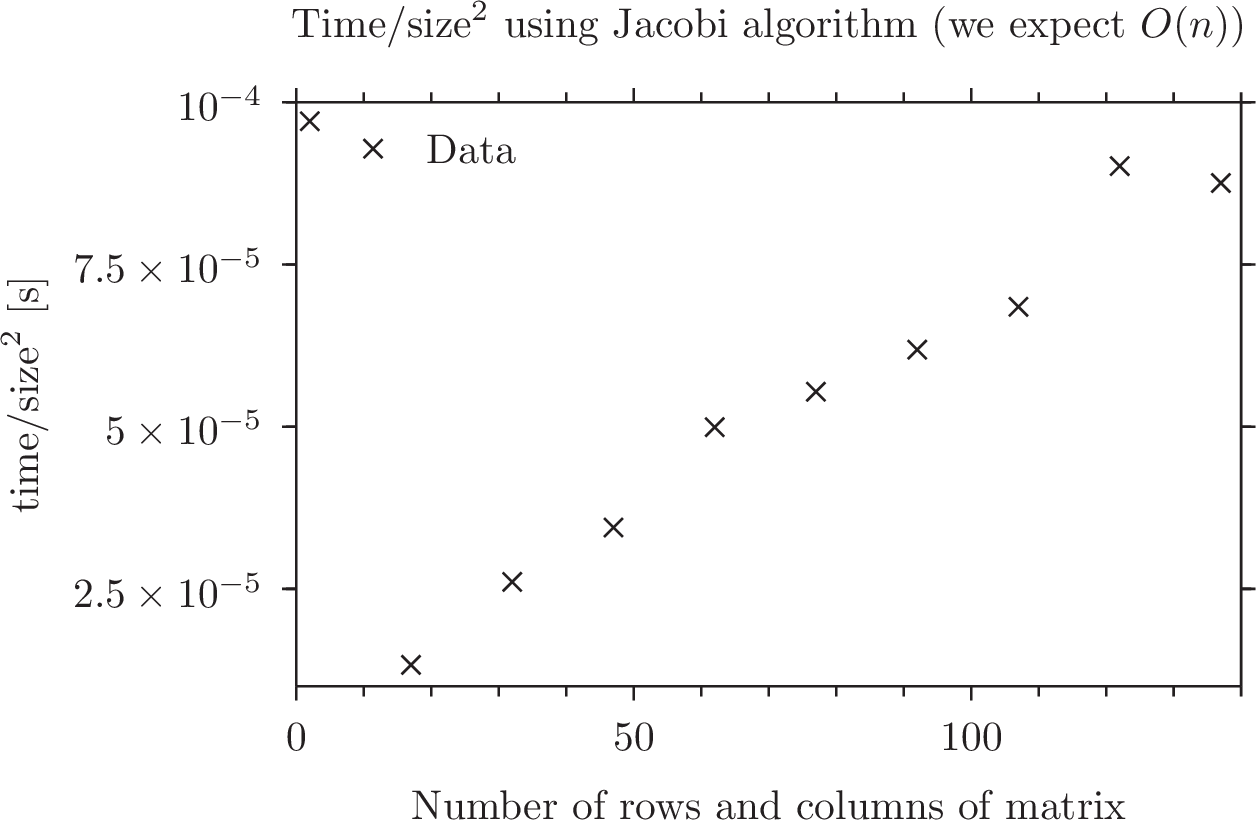 Time/size² using Jacobi algorithm (we expect O(n))
10⁻⁴
Data
7.5 × 10⁻⁵
5 × 10⁻⁵
2.5 × 10⁻⁵
time/size² [s]
0 50 100
Number of rows and columns of matrix